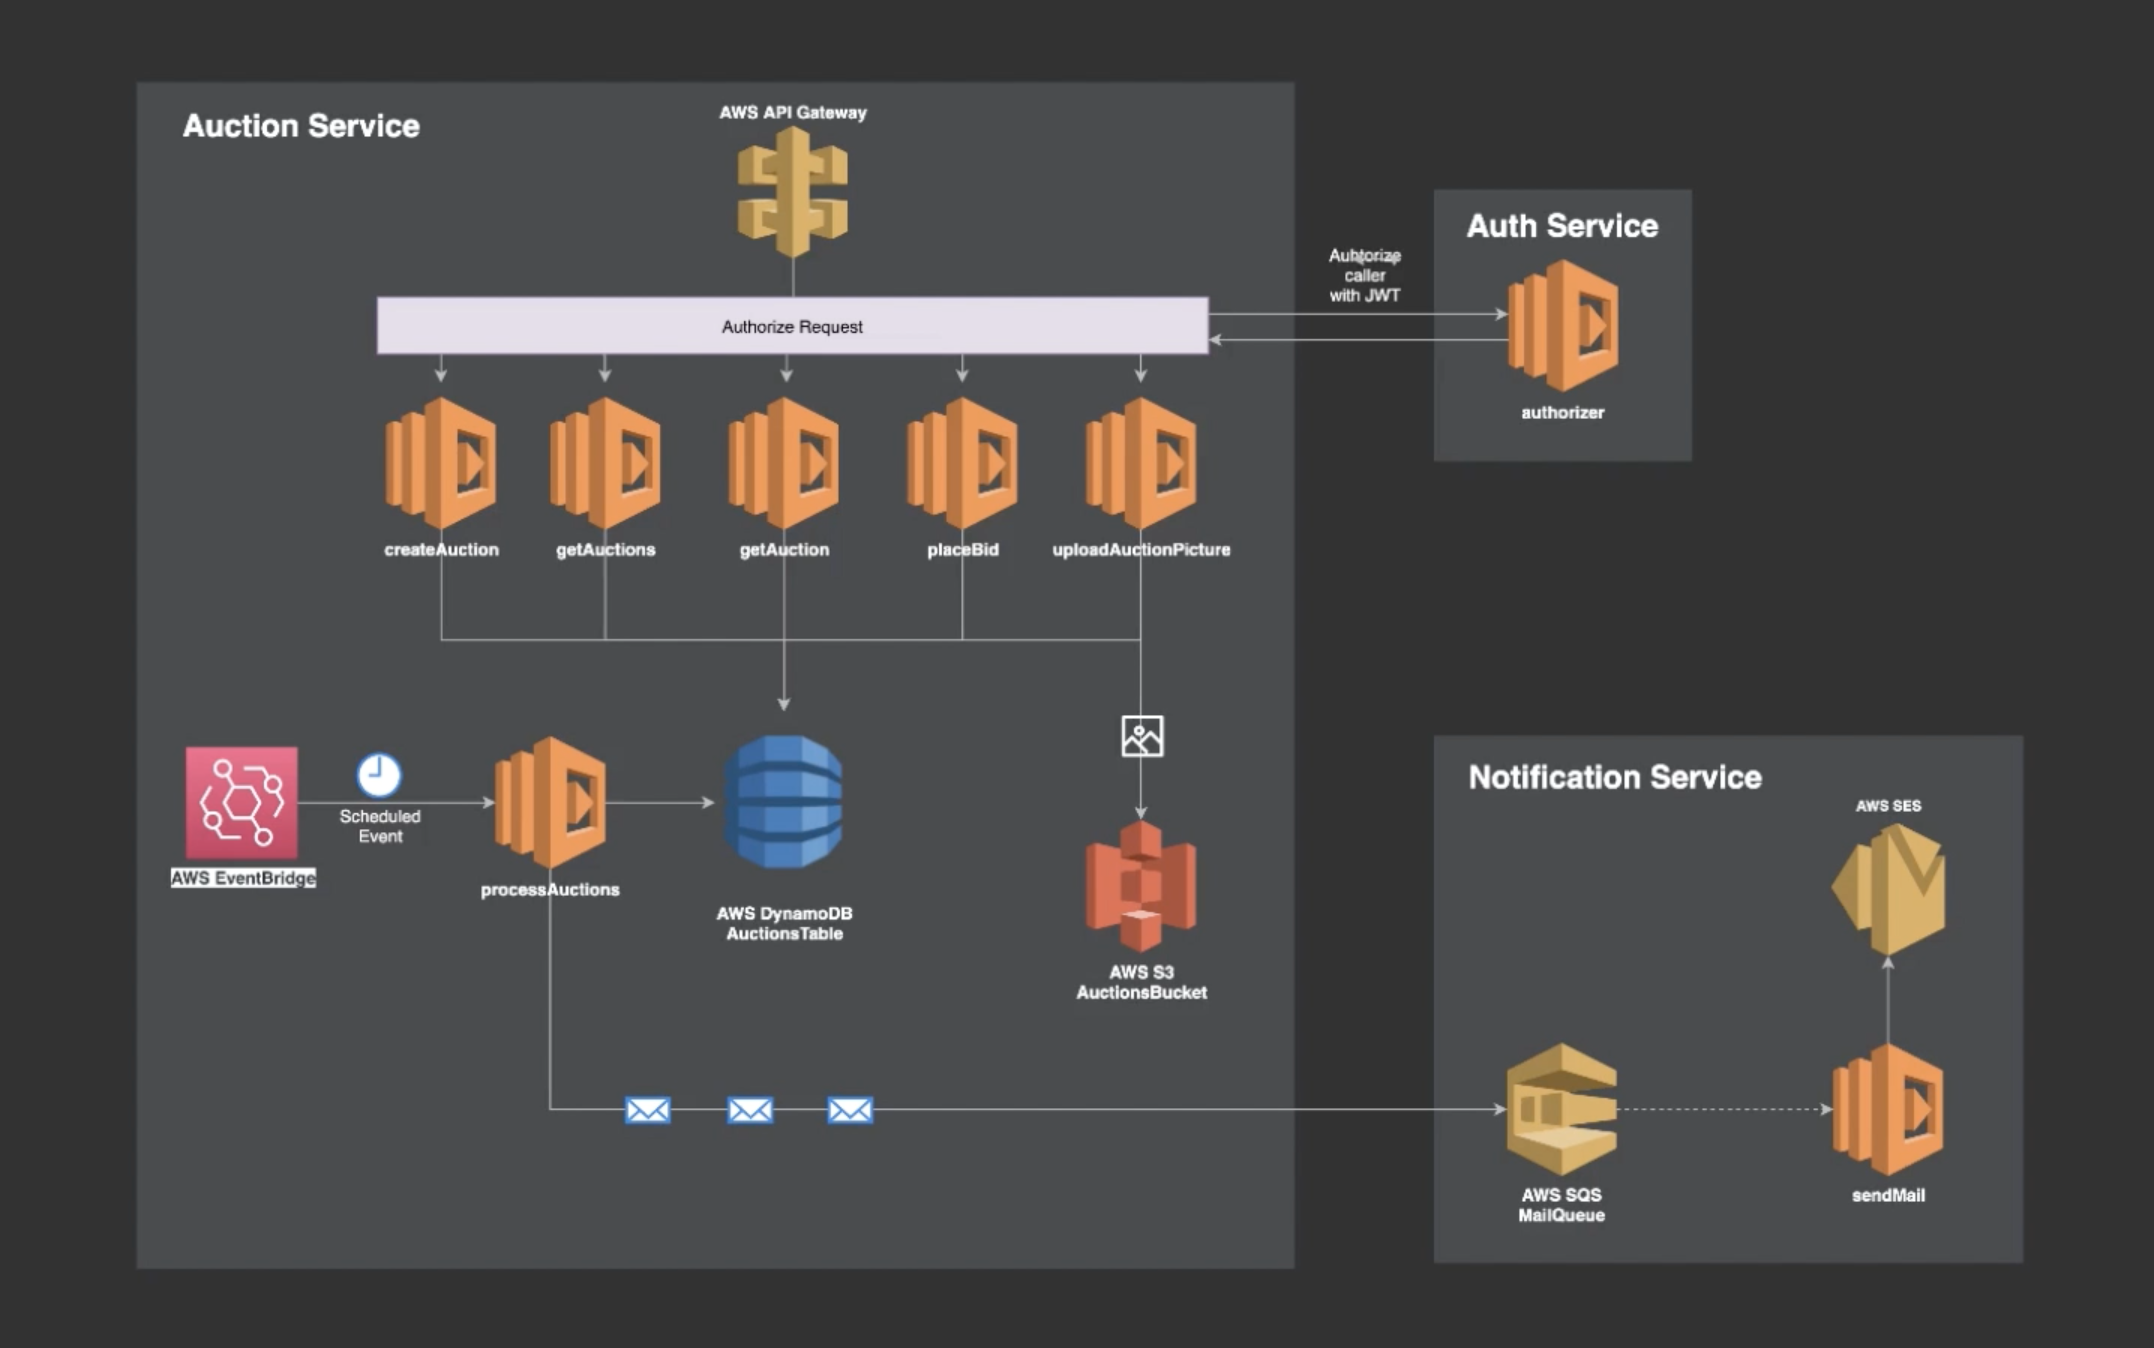 Auction Service
AWS API Gateway
Auth Service
Authorize
caller
with JWT
Authorize Request
authorizer
createAuction
getAuctions
getAuction
placeBid
uploadAuctionPicture
Scheduled
Event
AWS EventBridge
processAuctions
AWS DynamoDB
AuctionsTable
AWS S3
AuctionsBucket
Notification Service
AWS SES
AWS SQS
MailQueue
sendMail